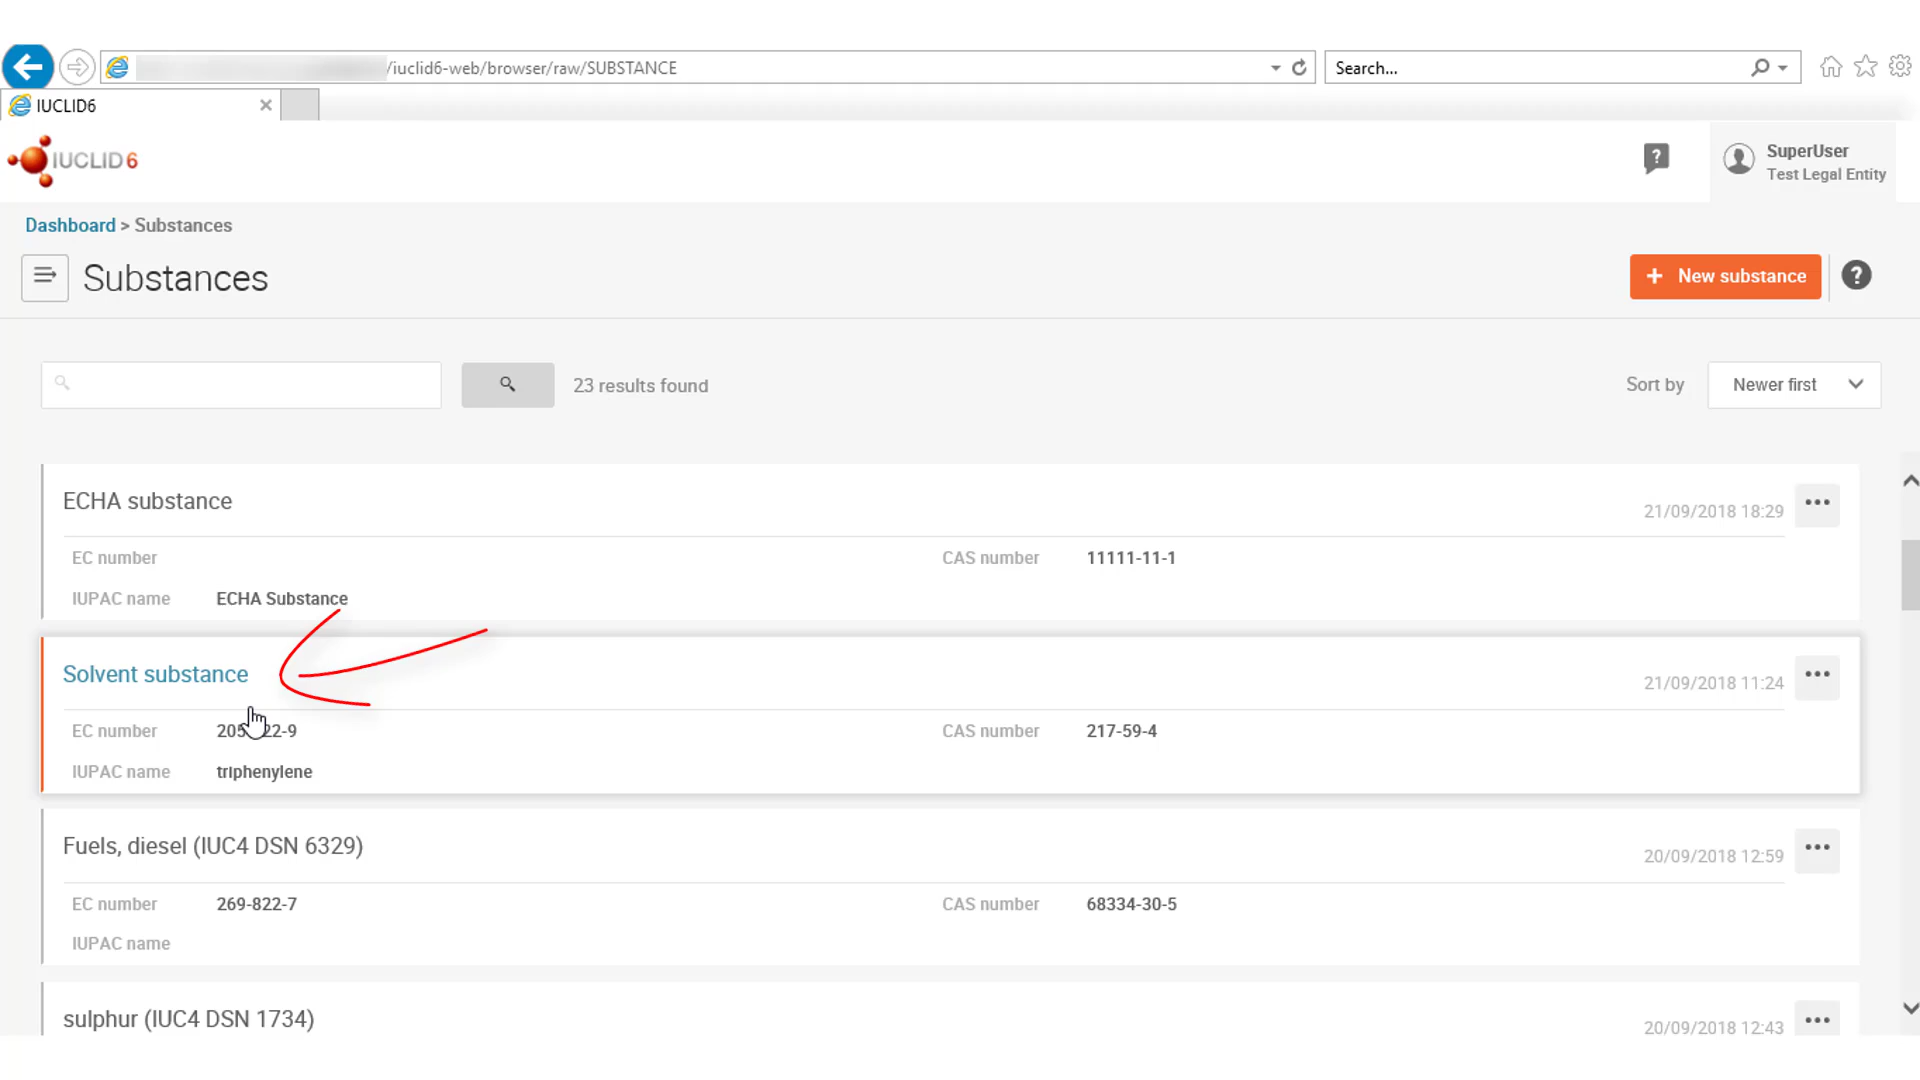 /iuclid6-web/browser/raw/SUBSTANCE
Search...
IUCLID6
IUCLID 6
SuperUser
Test Legal Entity
Dashboard > Substances
Substances
+ New substance
23 results found
Sort by Newer first
ECHA substance
21/09/2018 18:29
EC number
CAS number 11111-11-1
IUPAC name ECHA Substance
Solvent substance
21/09/2018 11:24
EC number
CAS number 217-59-4
IUPAC name triphenylene
Fuels, diesel (IUC4 DSN 6329)
20/09/2018 12:59
EC number 269-822-7
CAS number 68334-30-5
IUPAC name
sulphur (IUC4 DSN 1734)
20/09/2018 12:43